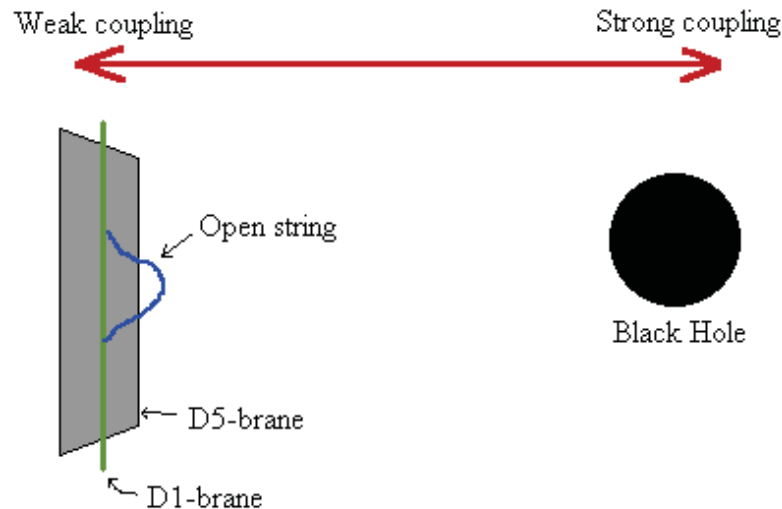 Weak coupling
Strong coupling
Open string
Black Hole
D5-brane
D1-brane